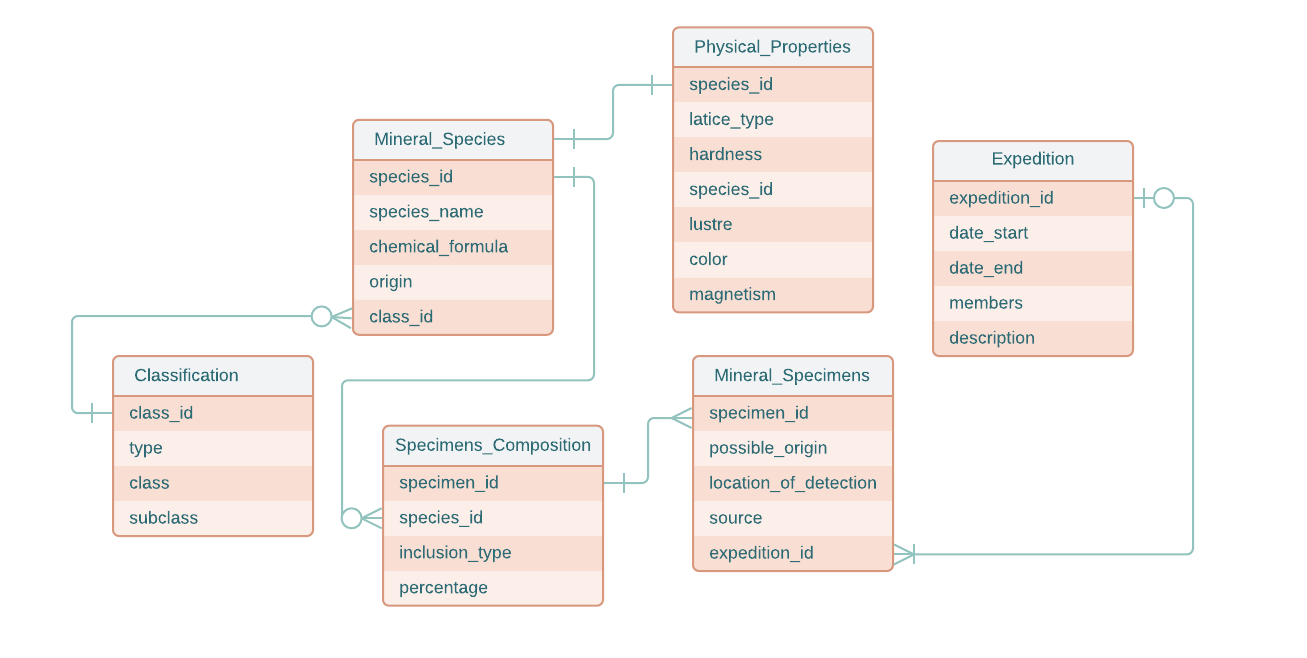 Physical_Properties
species_id
latice_type
hardness
species_id
lustre
color
magnetism
Mineral_Species
species_id
species_name
chemical_formula
origin
class_id
Expedition
expedition_id
date_start
date_end
members
description
Classification
class_id
type
class
subclass
Specimens_Composition
specimen_id
species_id
inclusion_type
percentage
Mineral_Specimens
specimen_id
possible_origin
location_of_detection
source
expedition_id